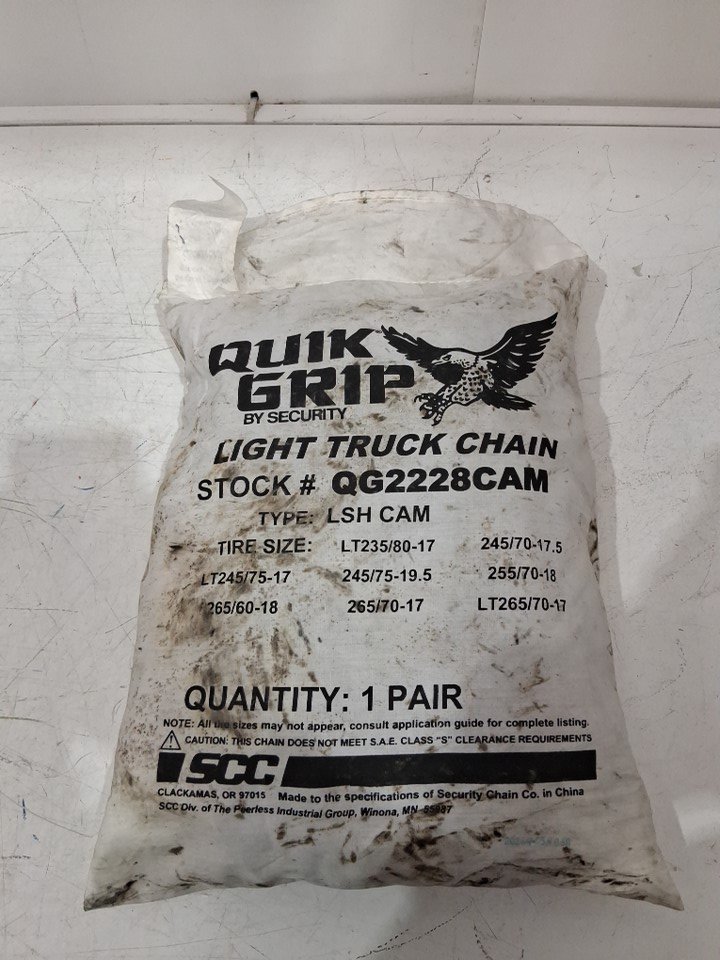 QUIK
GRIP
BY SECURITY
LIGHT TRUCK CHAIN
STOCK # QG2228CAM
TYPE: LSH CAM
TIRE SIZE: LT235/80-17 245/70-17.5
LT245/75-17 245/75-19.5 255/70-18
265/60-18 265/70-17 LT265/70-17
QUANTITY: 1 PAIR
NOTE: All tire sizes may not appear, consult application guide for complete listing.
CAUTION: THIS CHAIN DOES NOT MEET S.A.E. CLASS "S" CLEARANCE REQUIREMENTS
SCC
CLACKAMAS, OR 97015 Made to the specifications of Security Chain Co. in China
SCC Div. of The Peerless Industrial Group, Winona, MN 55987